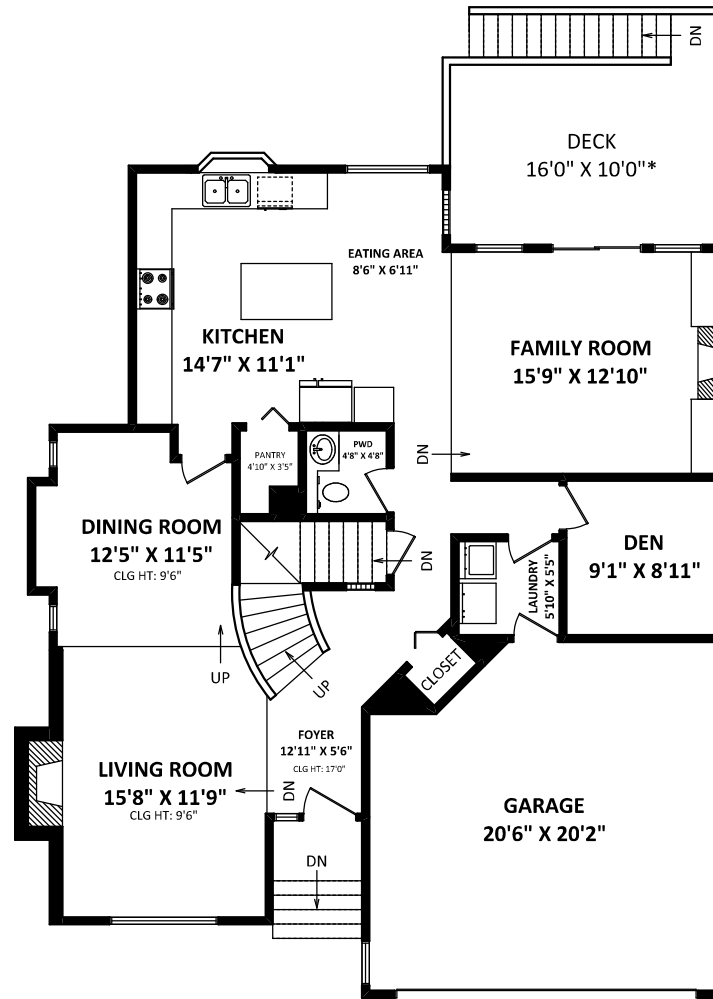 DN
DECK
16'0" X 10'0"*
EATING AREA
8'6" X 6'11"
KITCHEN
14'7" X 11'1"
FAMILY ROOM
15'9" X 12'10"
PANTRY
4'10" X 3'5"
PWD
4'8" X 4'8"
DN
DINING ROOM
12'5" X 11'5"
CLG HT: 9'6"
DN
LAUNDRY
5'10" X 5'5"
DEN
9'1" X 8'11"
UP
UP
CLOSET
FOYER
12'11" X 5'6"
CLG HT: 17'0"
LIVING ROOM
15'8" X 11'9"
CLG HT: 9'6"
DN
GARAGE
20'6" X 20'2"
DN